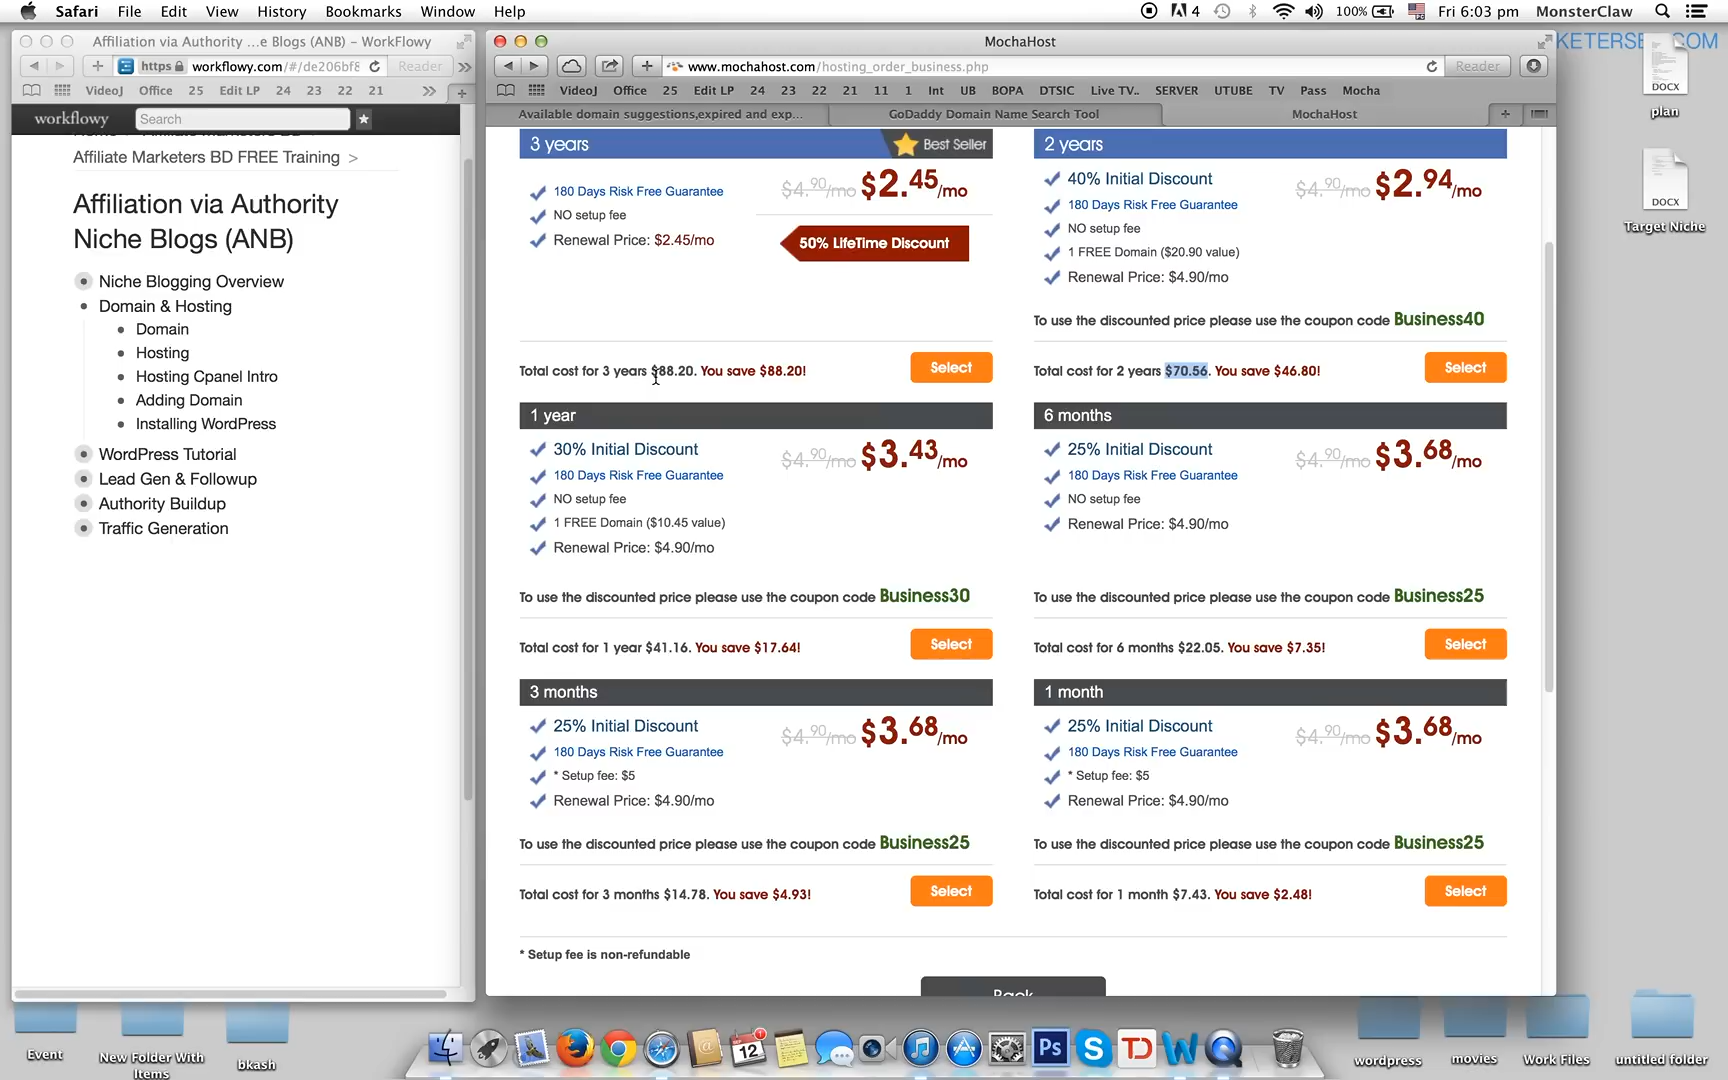 Safari File Edit View History Bookmarks Window Help
4 100% Fri 6:03 pm MonsterClaw
KETERSB COM
Affiliation via Authority ...e Blogs (ANB) – WorkFlowy
https workflowy.com/#/de206bf8 Reader
VideoJ Office 25 Edit LP 24 23 22 21
workflowy Search
Affiliate Marketers BD FREE Training >
Affiliation via Authority
Niche Blogs (ANB)
Niche Blogging Overview
Domain & Hosting
Domain
Hosting
Hosting Cpanel Intro
Adding Domain
Installing WordPress
WordPress Tutorial
Lead Gen & Followup
Authority Buildup
Traffic Generation
MochaHost
www.mochahost.com/hosting_order_business.php Reader
VideoJ Office 25 Edit LP 24 23 22 21 11 1 Int UB BOPA DTSIC Live TV.. SERVER UTUBE TV Pass Mocha
Available domain suggestions,expired and exp... GoDaddy Domain Name Search Tool MochaHost
3 years Best Seller
180 Days Risk Free Guarantee
$4.90/mo $2.45/mo
NO setup fee
Renewal Price: $2.45/mo
50% LifeTime Discount
Total cost for 3 years $88.20. You save $88.20!
Select
2 years
40% Initial Discount
$4.90/mo $2.94/mo
180 Days Risk Free Guarantee
NO setup fee
1 FREE Domain ($20.90 value)
Renewal Price: $4.90/mo
To use the discounted price please use the coupon code Business40
Total cost for 2 years $70.56. You save $46.80!
Select
1 year
30% Initial Discount
$4.90/mo $3.43/mo
180 Days Risk Free Guarantee
NO setup fee
1 FREE Domain ($10.45 value)
Renewal Price: $4.90/mo
To use the discounted price please use the coupon code Business30
Total cost for 1 year $41.16. You save $17.64!
Select
6 months
25% Initial Discount
$4.90/mo $3.68/mo
180 Days Risk Free Guarantee
NO setup fee
Renewal Price: $4.90/mo
To use the discounted price please use the coupon code Business25
Total cost for 6 months $22.05. You save $7.35!
Select
3 months
25% Initial Discount
$4.90/mo $3.68/mo
180 Days Risk Free Guarantee
* Setup fee: $5
Renewal Price: $4.90/mo
To use the discounted price please use the coupon code Business25
Total cost for 3 months $14.78. You save $4.93!
Select
1 month
25% Initial Discount
$4.90/mo $3.68/mo
180 Days Risk Free Guarantee
* Setup fee: $5
Renewal Price: $4.90/mo
To use the discounted price please use the coupon code Business25
Total cost for 1 month $7.43. You save $2.48!
Select
* Setup fee is non-refundable
Back
DOCX
plan
DOCX
Target Niche
Event
New Folder With
Items
bkash
12
1
Ps
TD
wordpress
movies
Work Files
untitled folder